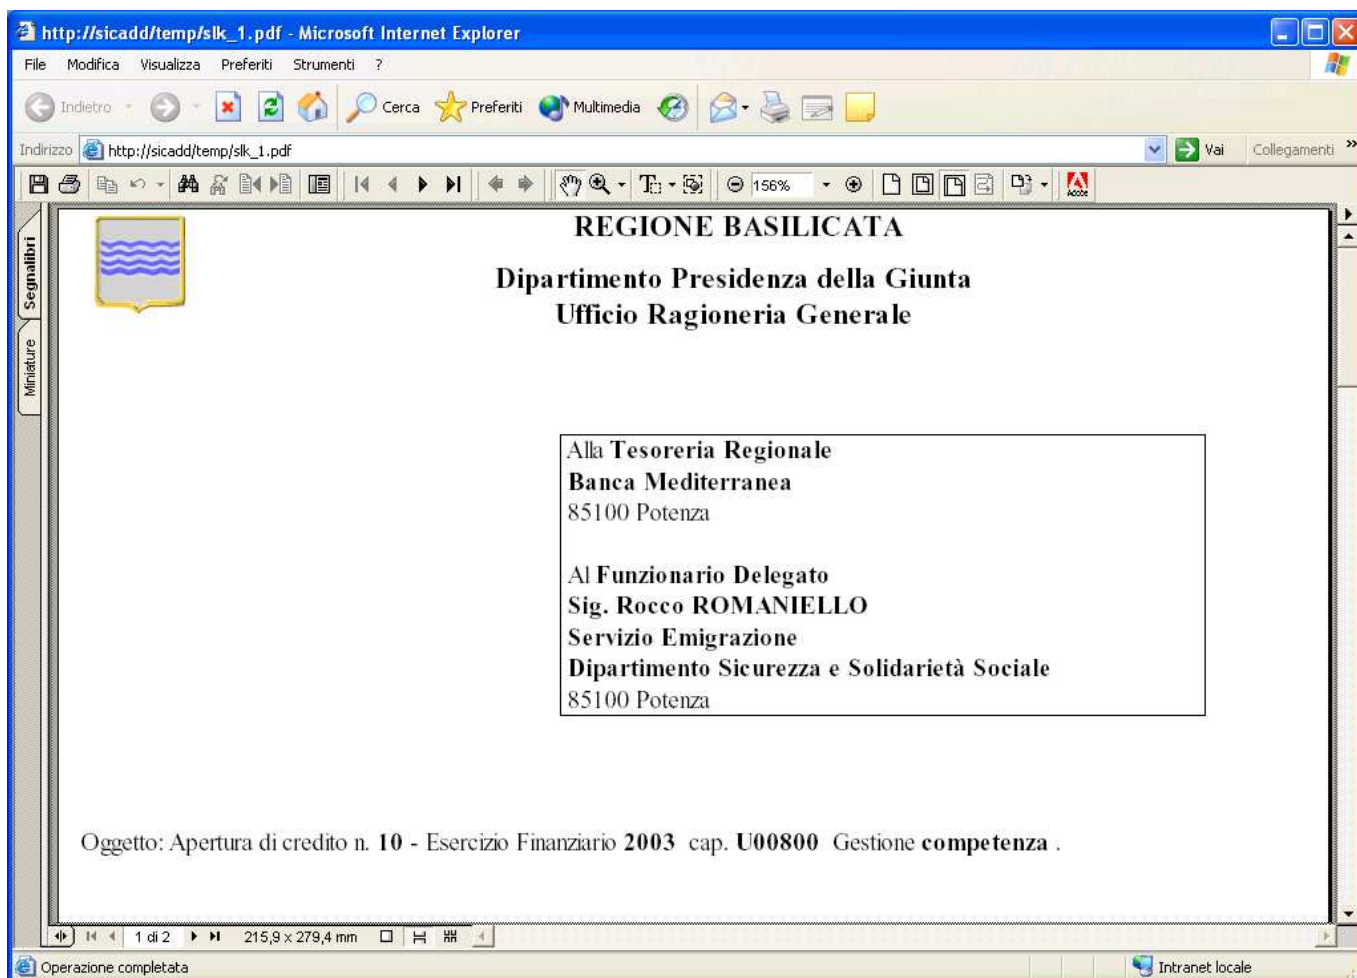 http://sicadd/temp/slk_1.pdf - Microsoft Internet Explorer
File Modifica Visualizza Preferiti Strumenti ?
Indietro Cerca Preferiti Multimedia
Indirizzo http://sicadd/temp/slk_1.pdf Vai Collegamenti »
156% Adobe
Segnalibri
Miniature
REGIONE BASILICATA
Dipartimento Presidenza della Giunta
Ufficio Ragioneria Generale
Alla Tesoreria Regionale
Banca Mediterranea
85100 Potenza
Al Funzionario Delegato
Sig. Rocco ROMANIELLO
Servizio Emigrazione
Dipartimento Sicurezza e Solidarietà Sociale
85100 Potenza
Oggetto: Apertura di credito n. 10 - Esercizio Finanziario 2003 cap. U00800 Gestione competenza .
1 di 2 215,9 x 279,4 mm
Operazione completata Intranet locale